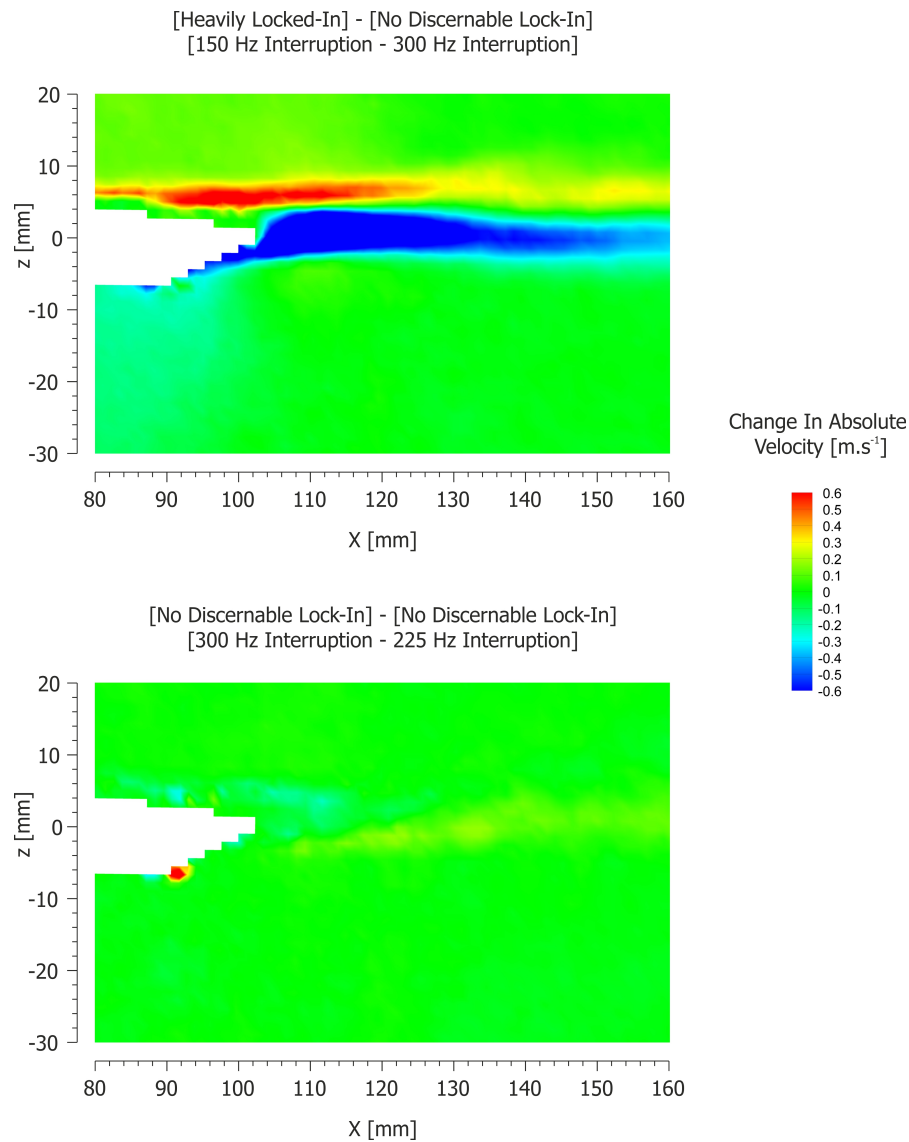 [Heavily Locked-In] - [No Discernable Lock-In]
[150 Hz Interruption - 300 Hz Interruption]
20
10
0
-10
-20
-30
z [mm]
80 90 100 110 120 130 140 150 160
X [mm]
Change In Absolute
Velocity [m.s⁻¹]
0.6
0.5
0.4
0.3
0.2
0.1
0
-0.1
-0.2
-0.3
-0.4
-0.5
-0.6
[No Discernable Lock-In] - [No Discernable Lock-In]
[300 Hz Interruption - 225 Hz Interruption]
20
10
0
-10
-20
-30
z [mm]
80 90 100 110 120 130 140 150 160
X [mm]